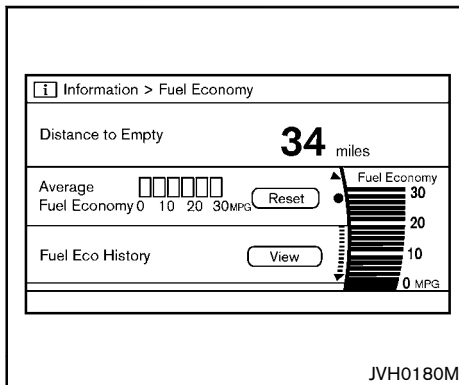 i Information > Fuel Economy
Distance to Empty 34 miles
Fuel Economy
30
20
10
0 MPG
Average
Fuel Economy 0 10 20 30MPG Reset
Fuel Eco History View
JVH0180M